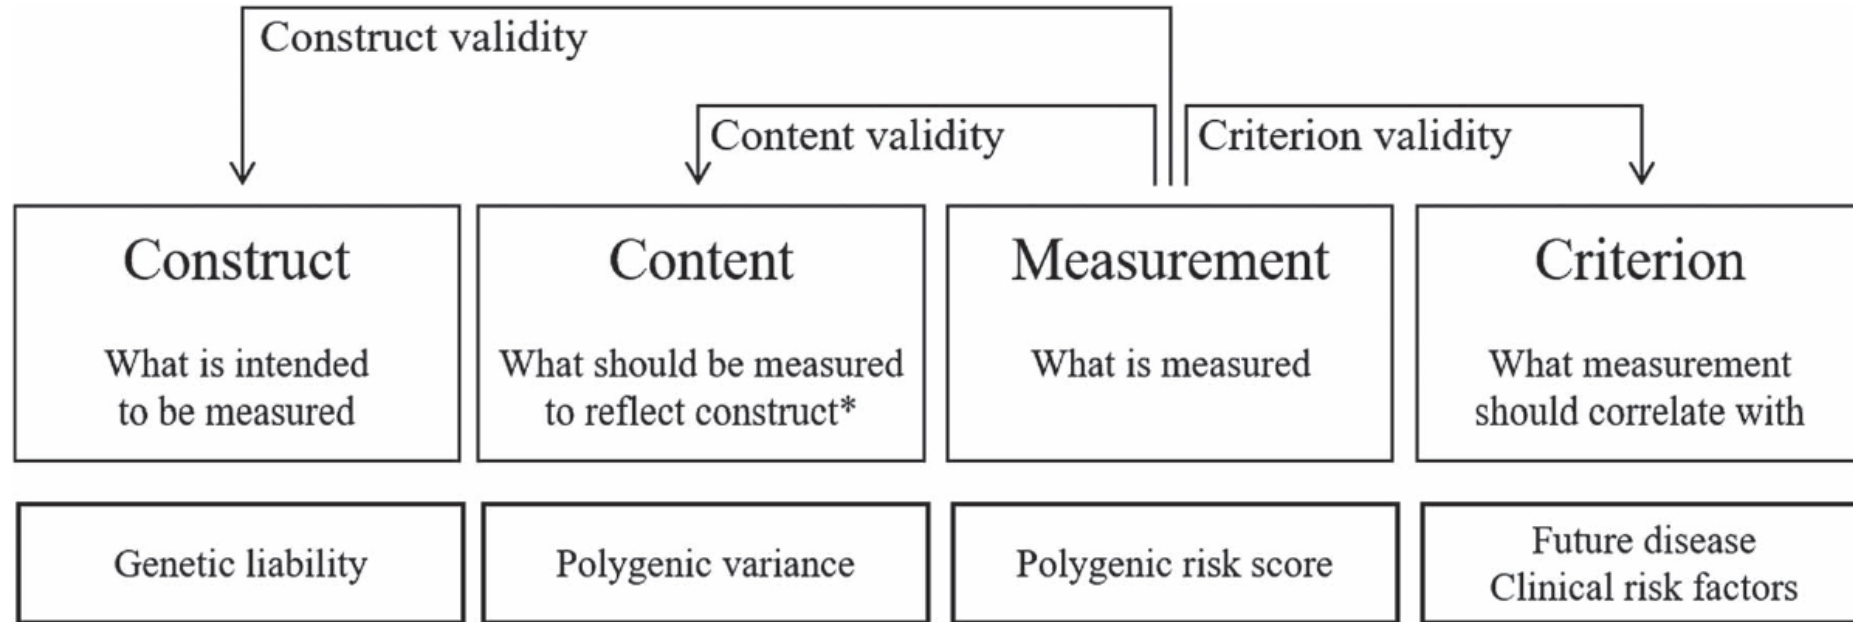 Construct validity
Content validity
Criterion validity
Construct
What is intended
to be measured
Content
What should be measured
to reflect construct*
Measurement
What is measured
Criterion
What measurement
should correlate with
Genetic liability
Polygenic variance
Polygenic risk score
Future disease
Clinical risk factors